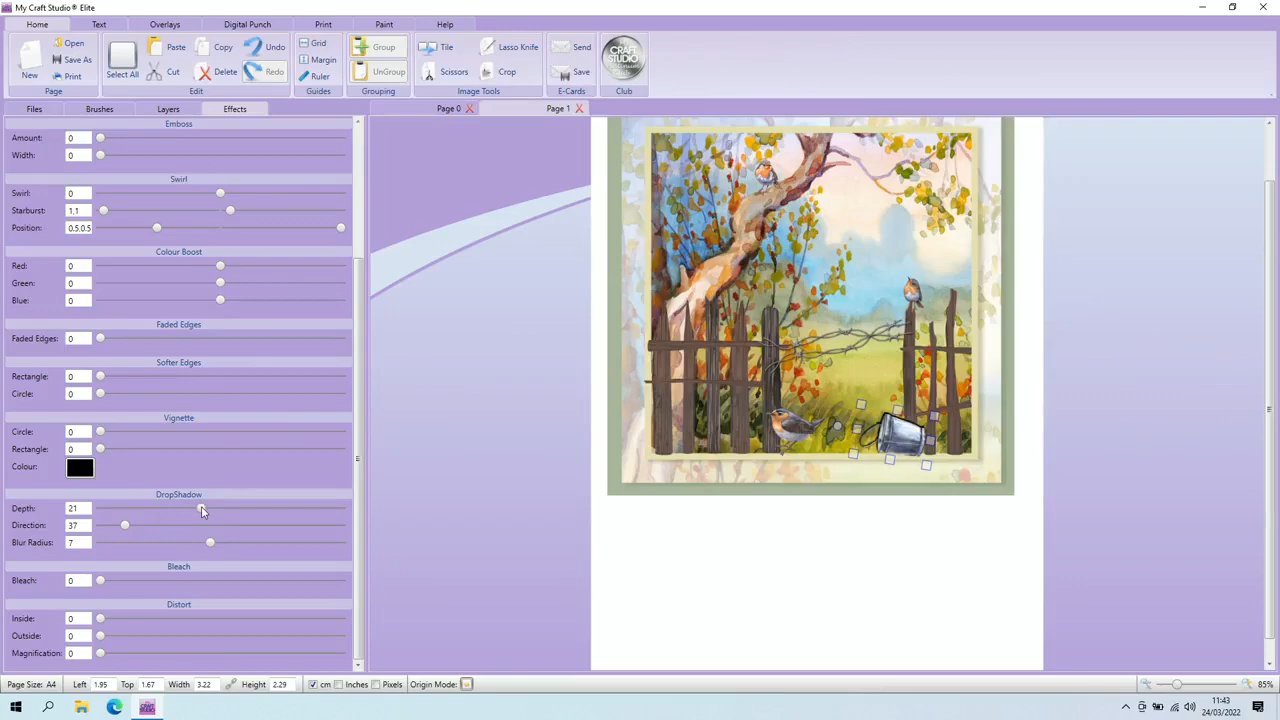 My Craft Studio® Elite
Home Text Overlays Digital Punch Print Paint Help
New Open Save As Print Page
Select All Paste Copy Undo Cut Delete Redo Edit
Grid Margin Ruler Guides
Group UnGroup Grouping
Tile Lasso Knife Scissors Crop Image Tools
Send Save E-Cards
CRAFT STUDIO Club
Files Brushes Layers Effects
Page 0 Page 1
Emboss
Amount: 0
Width: 0
Swirl
Swirl: 0
Starburst: 1,1
Position: 0.5,0.5
Colour Boost
Red: 0
Green: 0
Blue: 0
Faded Edges
Faded Edges: 0
Softer Edges
Rectangle: 0
Circle: 0
Vignette
Circle: 0
Rectangle: 0
Colour:
DropShadow
Depth: 21
Direction: 37
Blur Radius: 7
Bleach
Bleach: 0
Distort
Inside: 0
Outside: 0
Magnification: 0
Page Size: A4 Left 1.95 Top 1.67 Width 3.22 Height 2.29 cm Inches Pixels Origin Mode: 85%
11:43
24/03/2022